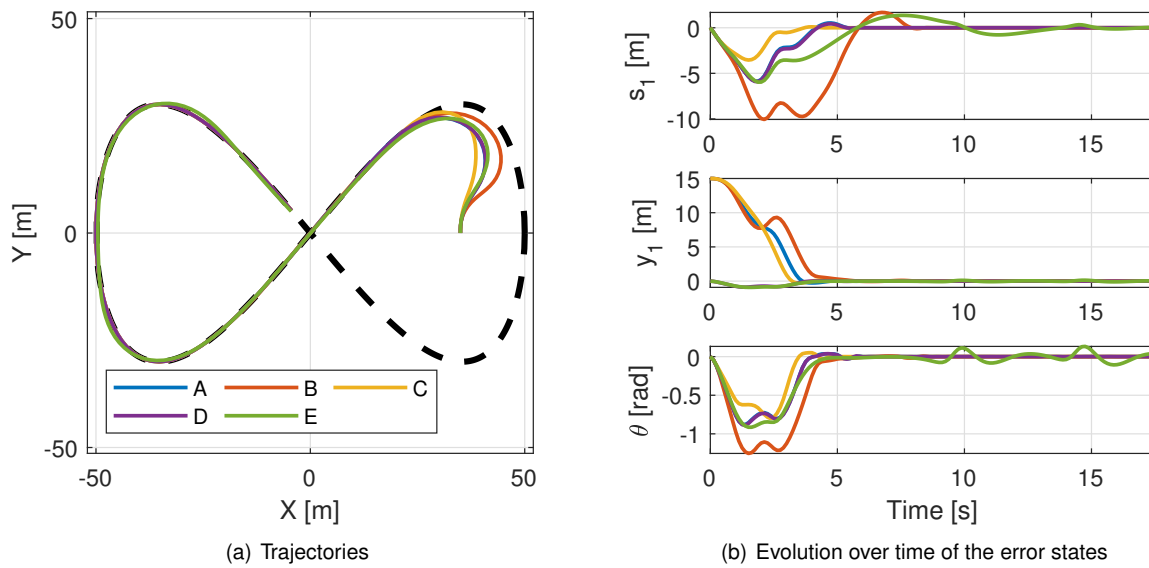 50
0
-50
Y [m]
-50
0
50
X [m]
A
B
C
D
E
(a) Trajectories
0
-5
-10
s1 [m]
0
5
10
15
15
10
5
0
y1 [m]
0
5
10
15
0
-0.5
-1
θ [rad]
0
5
10
15
Time [s]
(b) Evolution over time of the error states